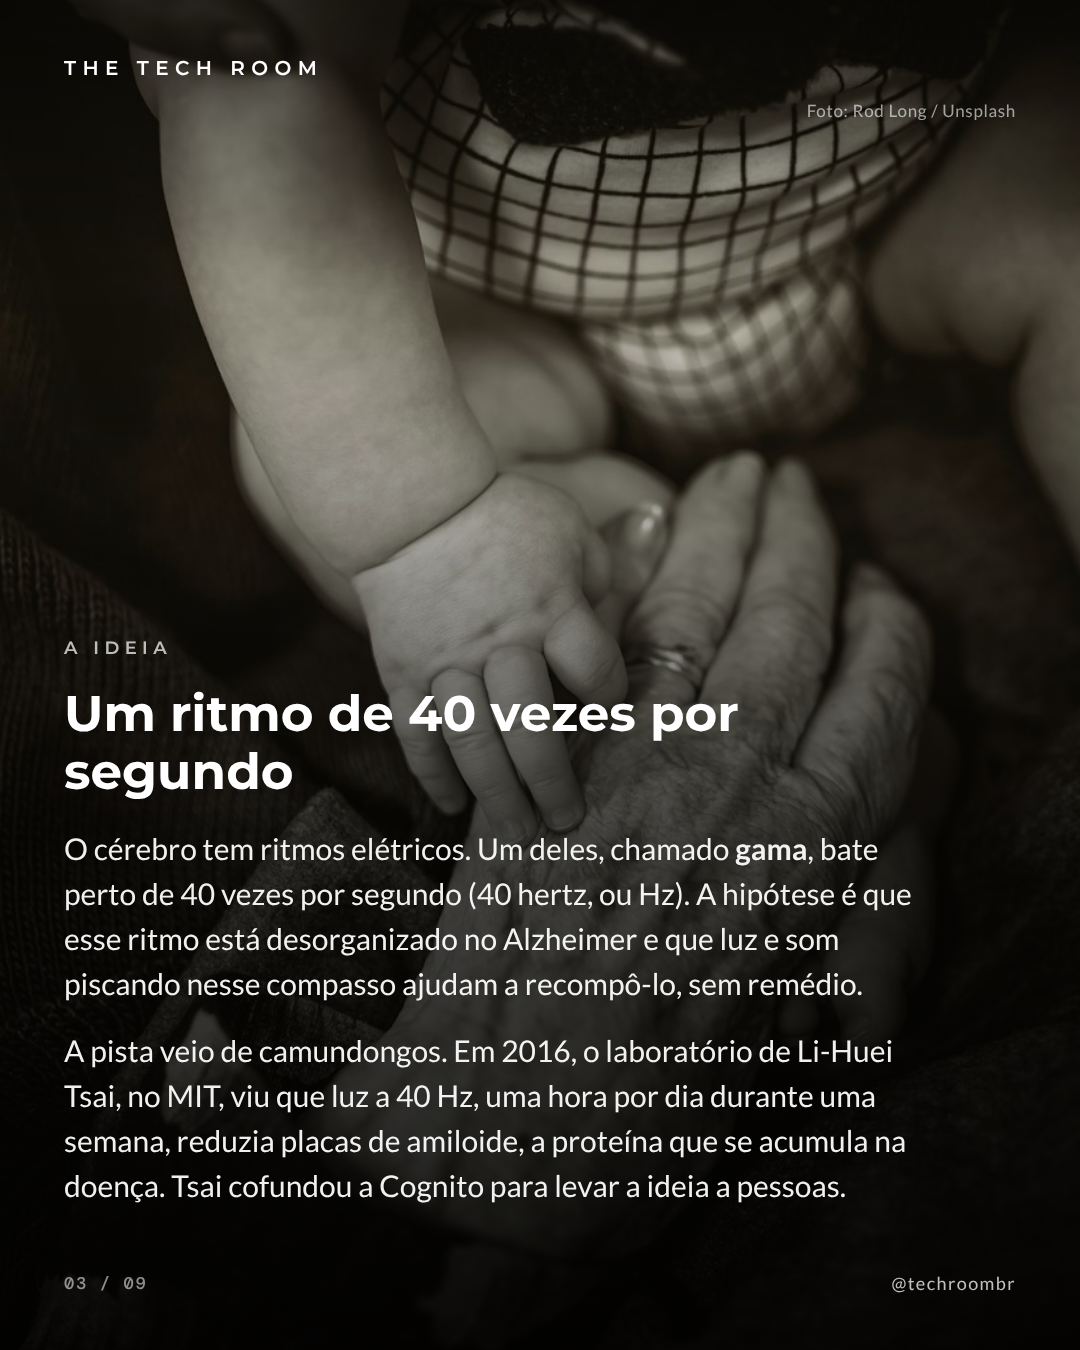 THE TECH ROOM
Foto: Rod Long / Unsplash
A IDEIA
Um ritmo de 40 vezes por
segundo
O cérebro tem ritmos elétricos. Um deles, chamado gama, bate
perto de 40 vezes por segundo (40 hertz, ou Hz). A hipótese é que
esse ritmo está desorganizado no Alzheimer e que luz e som
piscando nesse compasso ajudam a recompô-lo, sem remédio.
A pista veio de camundongos. Em 2016, o laboratório de Li-Huei
Tsai, no MIT, viu que luz a 40 Hz, uma hora por dia durante uma
semana, reduzia placas de amiloide, a proteína que se acumula na
doença. Tsai cofundou a Cognito para levar a ideia a pessoas.
03 / 09
@techroombr